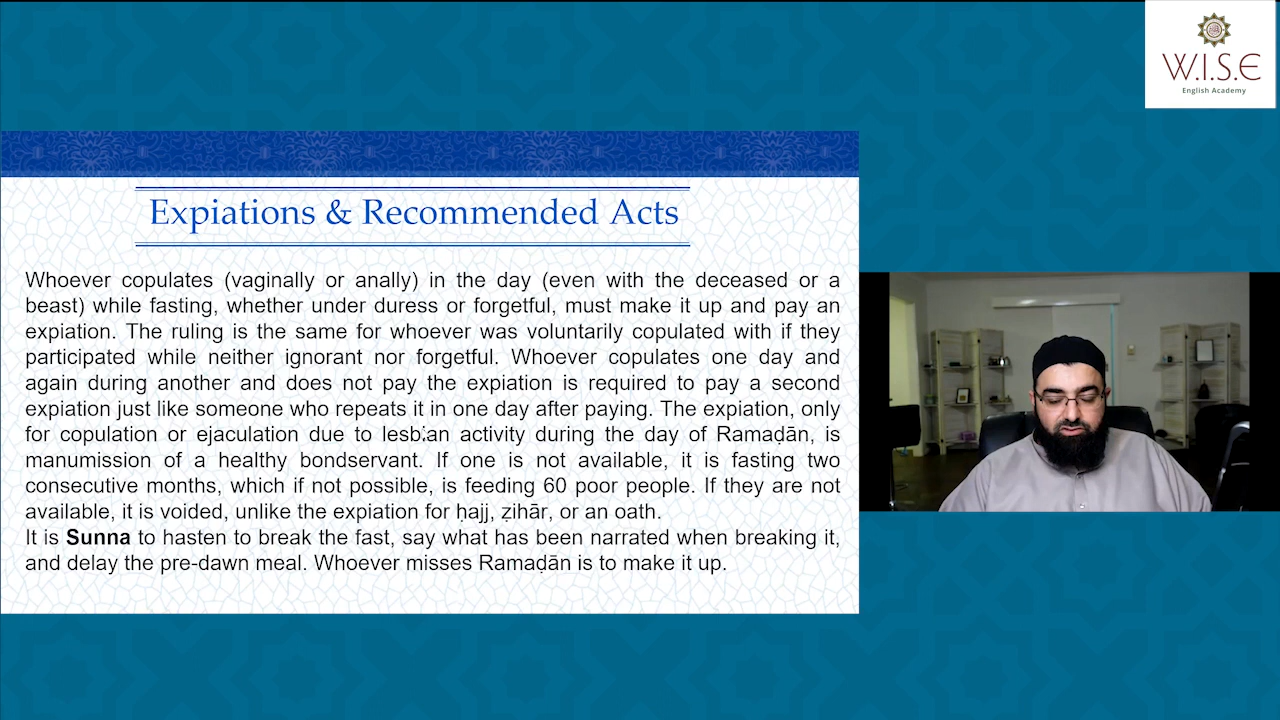 W.I.S.E
English Academy
Expiations & Recommended Acts
Whoever copulates (vaginally or anally) in the day (even with the deceased or a
beast) while fasting, whether under duress or forgetful, must make it up and pay an
expiation. The ruling is the same for whoever was voluntarily copulated with if they
participated while neither ignorant nor forgetful. Whoever copulates one day and
again during another and does not pay the expiation is required to pay a second
expiation just like someone who repeats it in one day after paying. The expiation, only
for copulation or ejaculation due to lesbian activity during the day of Ramaḍān, is
manumission of a healthy bondservant. If one is not available, it is fasting two
consecutive months, which if not possible, is feeding 60 poor people. If they are not
available, it is voided, unlike the expiation for ḥajj, ẓihār, or an oath.
It is Sunna to hasten to break the fast, say what has been narrated when breaking it,
and delay the pre-dawn meal. Whoever misses Ramaḍān is to make it up.